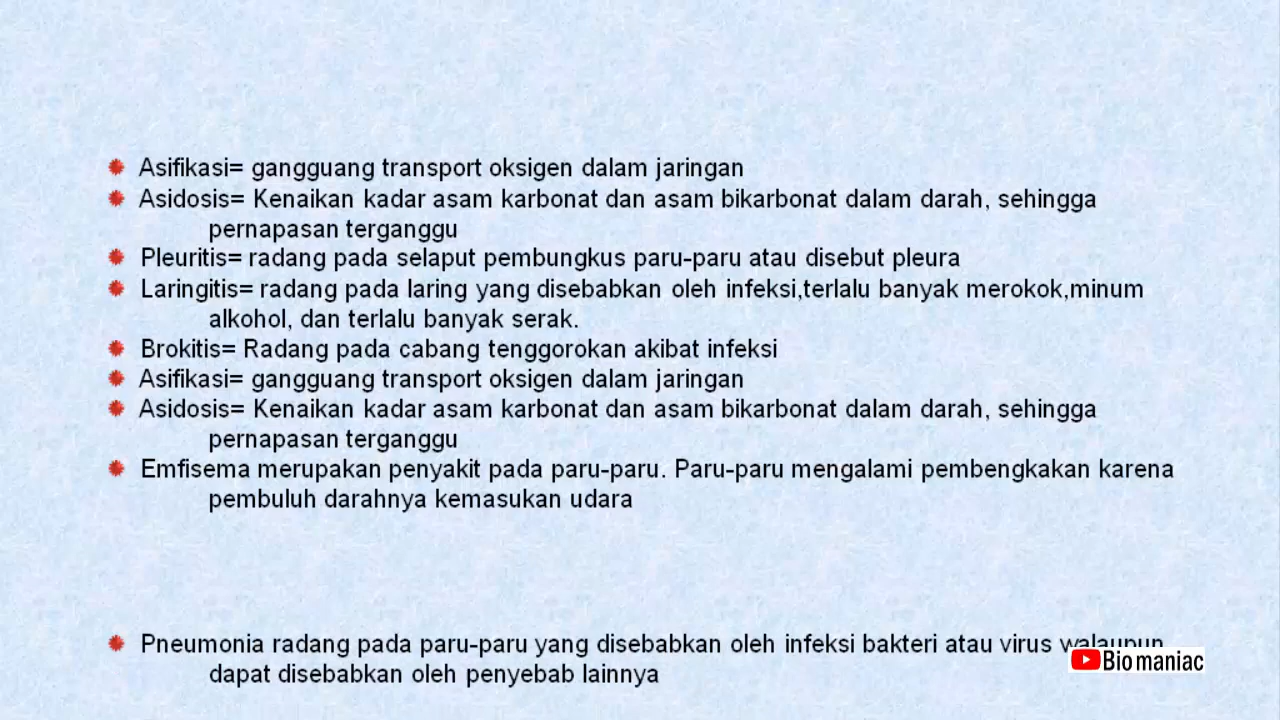 Asifikasi= gangguang transport oksigen dalam jaringan
Asidosis= Kenaikan kadar asam karbonat dan asam bikarbonat dalam darah, sehingga
pernapasan terganggu
Pleuritis= radang pada selaput pembungkus paru-paru atau disebut pleura
Laringitis= radang pada laring yang disebabkan oleh infeksi,terlalu banyak merokok,minum
alkohol, dan terlalu banyak serak.
Brokitis= Radang pada cabang tenggorokan akibat infeksi
Asifikasi= gangguang transport oksigen dalam jaringan
Asidosis= Kenaikan kadar asam karbonat dan asam bikarbonat dalam darah, sehingga
pernapasan terganggu
Emfisema merupakan penyakit pada paru-paru. Paru-paru mengalami pembengkakan karena
pembuluh darahnya kemasukan udara
Pneumonia radang pada paru-paru yang disebabkan oleh infeksi bakteri atau virus walaupun
dapat disebabkan oleh penyebab lainnya
Bio maniac